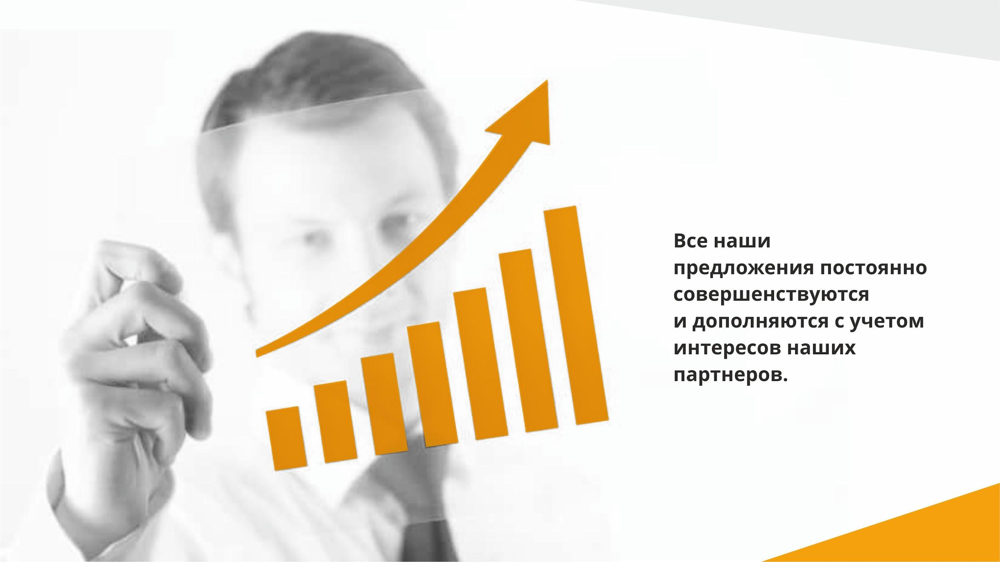 Все наши
предложения постоянно
совершенствуются
и дополняются с учетом
интересов наших
партнеров.